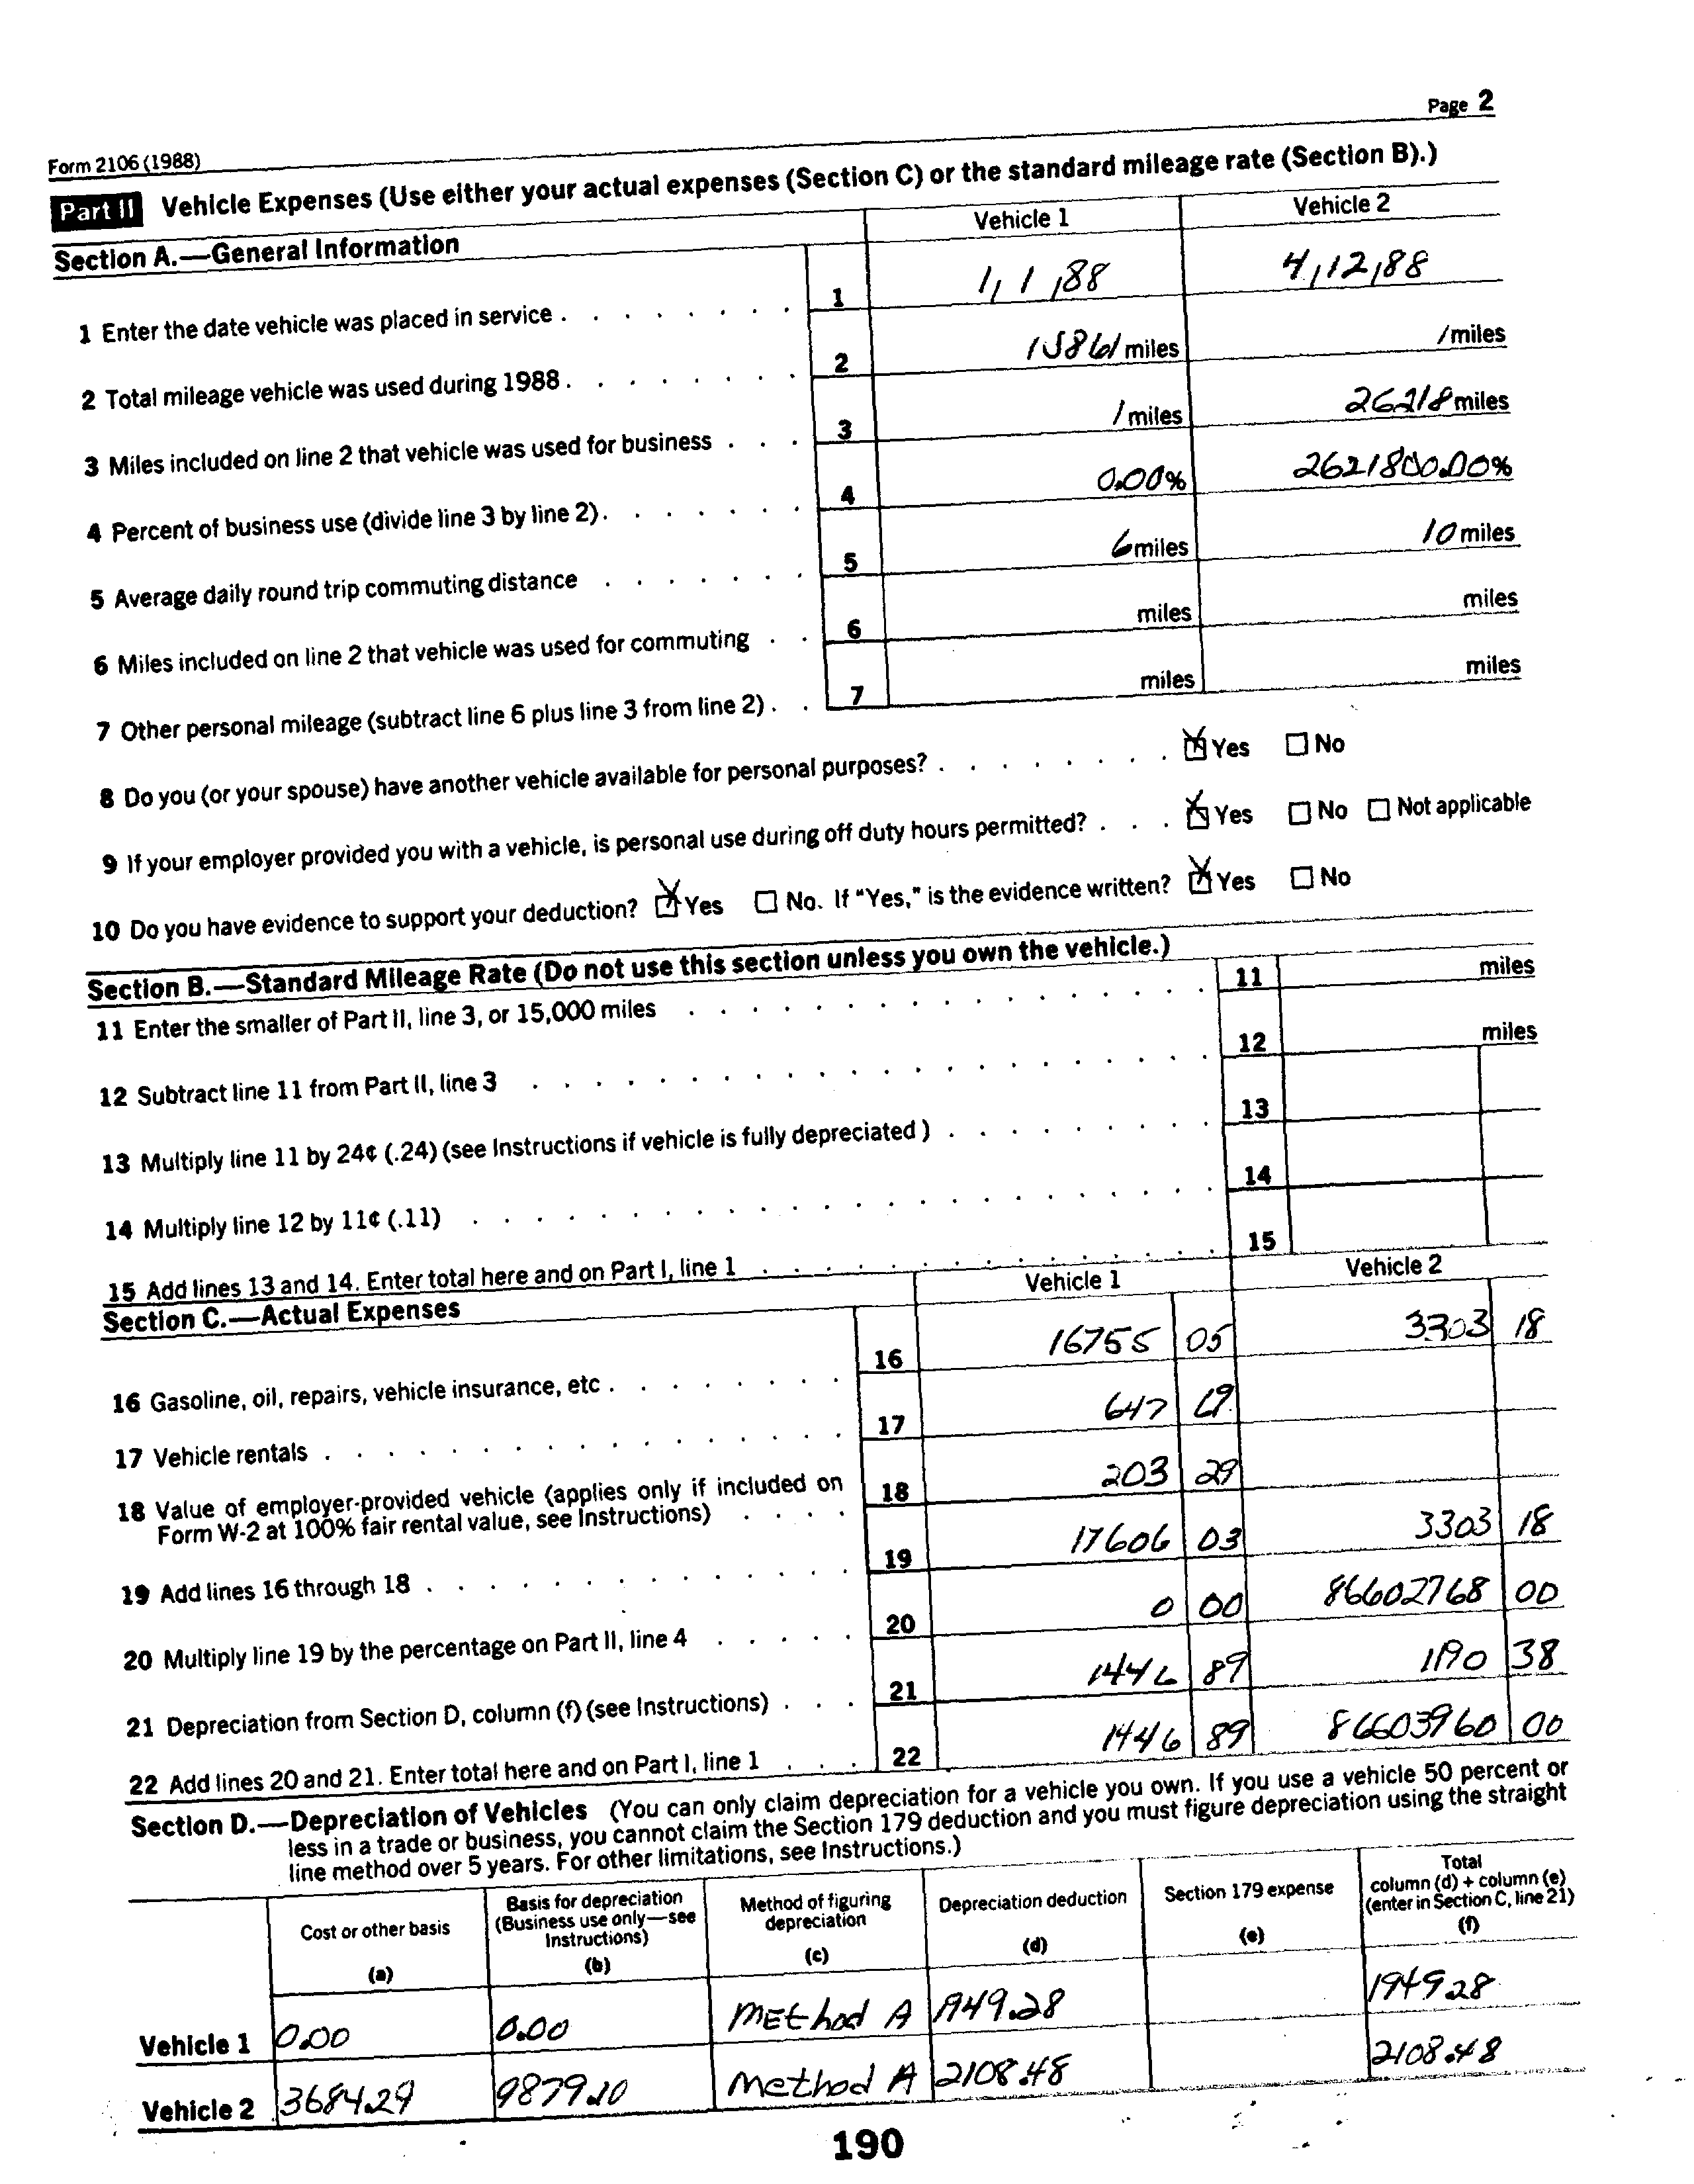 Page 2
Form 2106 (1988)
Part II Vehicle Expenses (Use either your actual expenses (Section C) or the standard mileage rate (Section B).)
Section A.—General Information Vehicle 1 Vehicle 2
1 Enter the date vehicle was placed in service . . . . . . . . 1 1, 1 ,88 4,12,88
2 Total mileage vehicle was used during 1988 . . . . . . . . 2 15861 miles 1 miles
3 Miles included on line 2 that vehicle was used for business . . . 3 1 miles 26218 miles
4 Percent of business use (divide line 3 by line 2) . . . . . . . 4 0.00% 2621800.00%
5 Average daily round trip commuting distance . . . . . . . 5 6 miles 10 miles
6 Miles included on line 2 that vehicle was used for commuting . . 6 miles miles
7 Other personal mileage (subtract line 6 plus line 3 from line 2) . . 7 miles miles
8 Do you (or your spouse) have another vehicle available for personal purposes? . . . . . . . . ☒ Yes ☐ No
9 If your employer provided you with a vehicle, is personal use during off duty hours permitted? . . . ☒ Yes ☐ No ☐ Not applicable
10 Do you have evidence to support your deduction? ☒ Yes ☐ No. If "Yes," is the evidence written? ☒ Yes ☐ No
Section B.—Standard Mileage Rate (Do not use this section unless you own the vehicle.)
11 Enter the smaller of Part II, line 3, or 15,000 miles . . . . . . . . . . . . . . . . 11 miles
12 Subtract line 11 from Part II, line 3 . . . . . . . . . . . . . . . . . . . . . 12 miles
13 Multiply line 11 by 24¢ (.24) (see Instructions if vehicle is fully depreciated ) . . . . . . . . . 13
14 Multiply line 12 by 11¢ (.11) . . . . . . . . . . . . . . . . . . . . . . . 14
15 Add lines 13 and 14. Enter total here and on Part I, line 1 . . . . . . . . . . . . . . 15
Section C.—Actual Expenses Vehicle 1 Vehicle 2
16 Gasoline, oil, repairs, vehicle insurance, etc . . . . . . . . 16 16755 05 3303 18
17 Vehicle rentals . . . . . . . . . . . . . . . . . 17 647 69
18 Value of employer-provided vehicle (applies only if included on
Form W-2 at 100% fair rental value, see Instructions) . . . . 18 203 29
19 Add lines 16 through 18 . . . . . . . . . . . . . . 19 17606 03 3303 18
20 Multiply line 19 by the percentage on Part II, line 4 . . . . . 20 0 00 86602768 00
21 Depreciation from Section D, column (f) (see Instructions) . . . 21 1446 89 1190 38
22 Add lines 20 and 21. Enter total here and on Part I, line 1 . . . 22 1446 89 86603960 00
Section D.—Depreciation of Vehicles (You can only claim depreciation for a vehicle you own. If you use a vehicle 50 percent or
less in a trade or business, you cannot claim the Section 179 deduction and you must figure depreciation using the straight
line method over 5 years. For other limitations, see Instructions.)
Cost or other basis (a) Basis for depreciation (Business use only—see Instructions) (b) Method of figuring depreciation (c) Depreciation deduction (d) Section 179 expense (e) Total column (d) + column (e) (enter in Section C, line 21) (f)
Vehicle 1 0.00 0.00 Method A 1949.28 194928
Vehicle 2 3684.29 9879.10 Method A 2108.48 2108.48
190